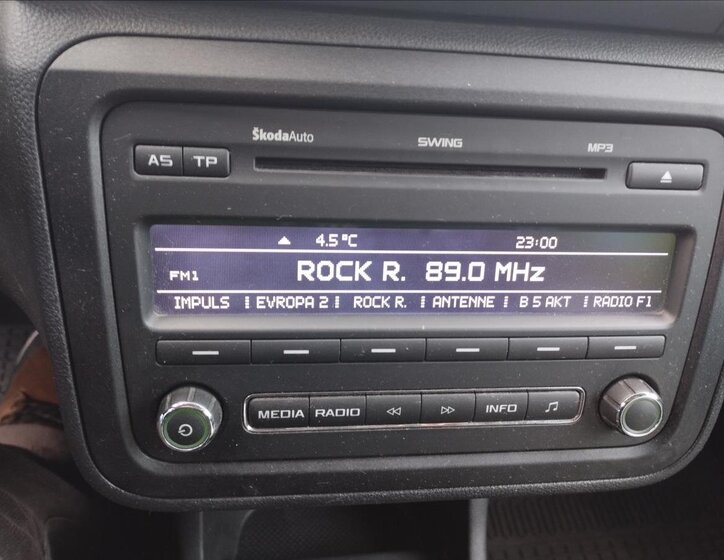 ŠkodaAuto SWING MP3
AS TP
4.5°C 23:00
FM1 ROCK R. 89.0 MHz
IMPULS EVROPA 2 ROCK R. ANTENNE B 5 AKT RADIO F1
MEDIA RADIO INFO